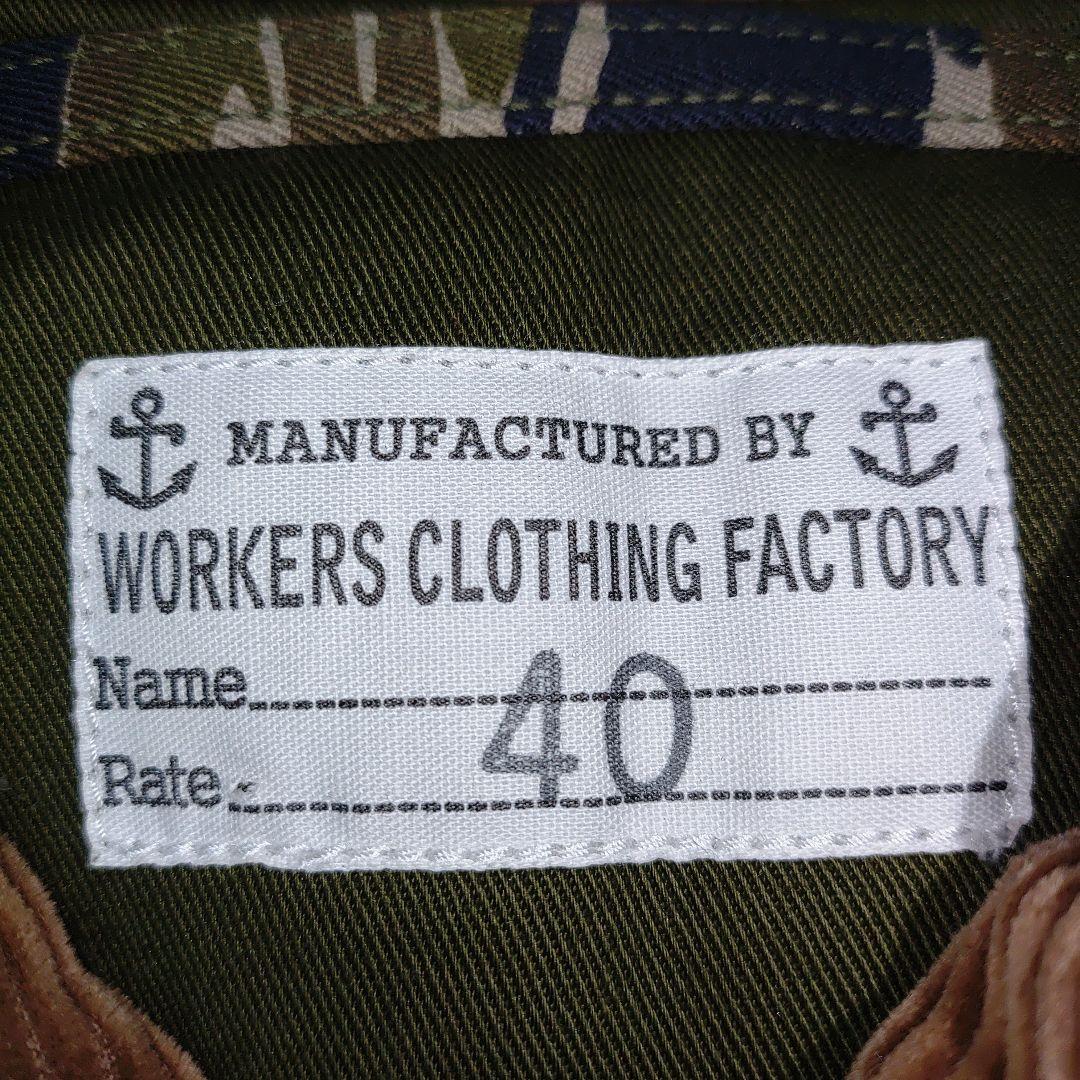 MANUFACTURED BY
WORKERS CLOTHING FACTORY
Name
40
Rate